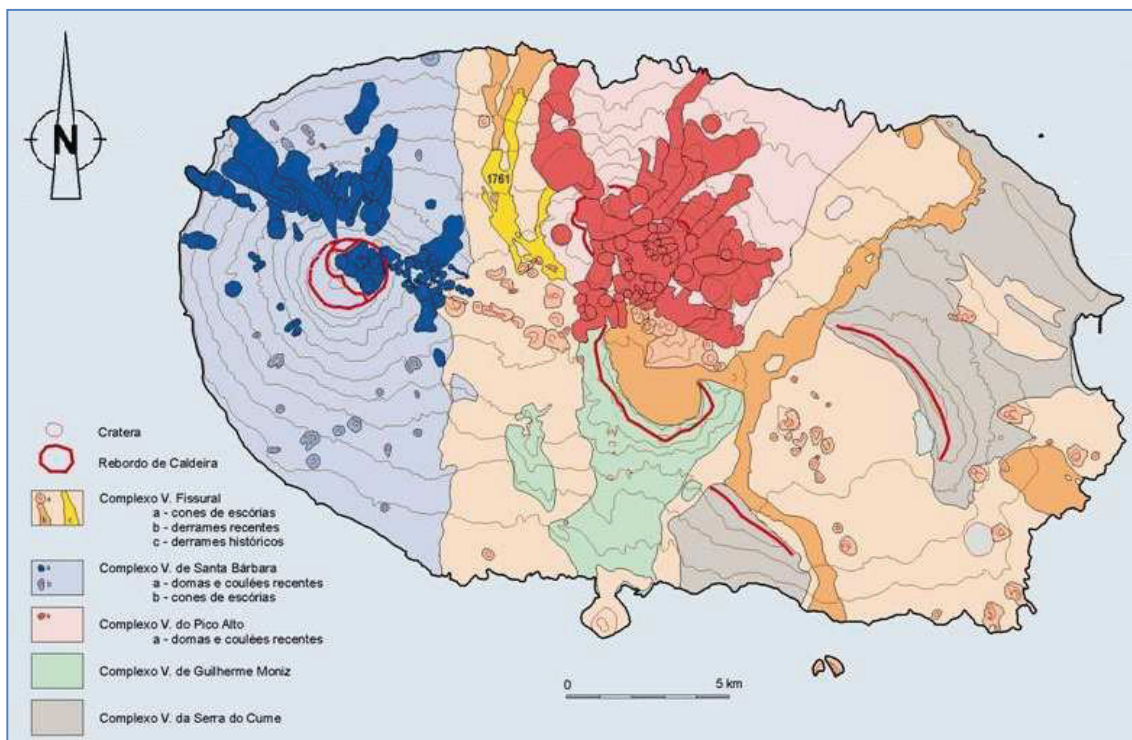 N
1761
Cratera
Rebordo de Caldeira
Complexo V. Fissural
a - cones de escórias
b - derrames recentes
c - derrames históricos
Complexo V. de Santa Bárbara
a - domas e coulées recentes
b - cones de escórias
Complexo V. do Pico Alto
a - domas e coulées recentes
Complexo V. de Guilherme Moniz
Complexo V. da Serra do Cume
0 5 km